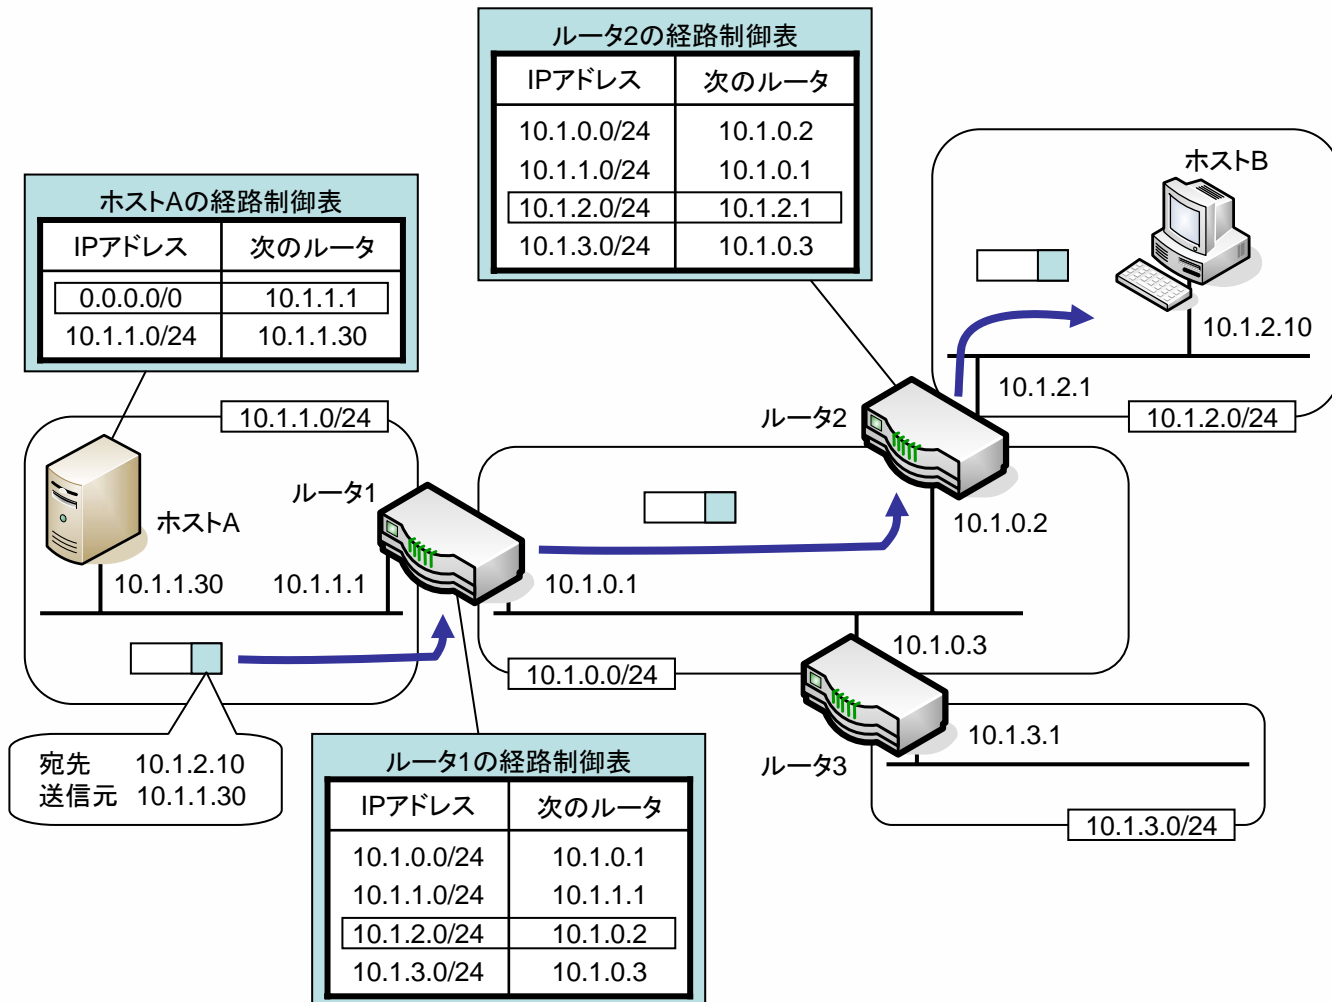 ルータ2の経路制御表
IPアドレス 次のルータ
10.1.0.0/24 10.1.0.2
10.1.1.0/24 10.1.0.1
10.1.2.0/24 10.1.2.1
10.1.3.0/24 10.1.0.3
ホストAの経路制御表
IPアドレス 次のルータ
0.0.0.0/0 10.1.1.1
10.1.1.0/24 10.1.1.30
ホストB
10.1.2.10
10.1.2.1
10.1.2.0/24
ルータ2
10.1.0.2
10.1.1.0/24
ルータ1
ホストA
10.1.1.30
10.1.1.1
10.1.0.1
10.1.0.3
10.1.0.0/24
宛先 10.1.2.10
送信元 10.1.1.30
ルータ3
10.1.3.1
10.1.3.0/24
ルータ1の経路制御表
IPアドレス 次のルータ
10.1.0.0/24 10.1.0.1
10.1.1.0/24 10.1.1.1
10.1.2.0/24 10.1.0.2
10.1.3.0/24 10.1.0.3